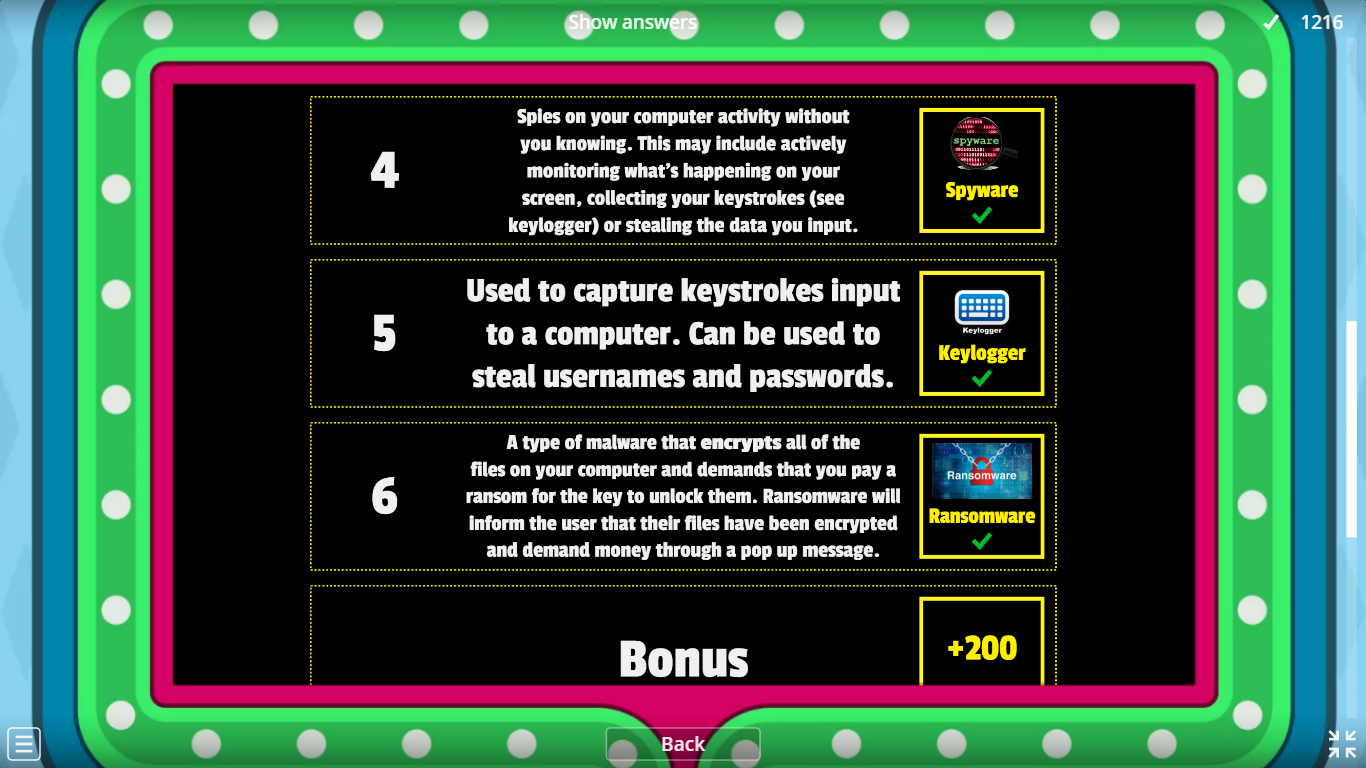 Show answers
1216
4
Spies on your computer activity without
you knowing. This may include actively
monitoring what's happening on your
screen, collecting your keystrokes (see
keylogger) or stealing the data you input.
spyware
Spyware
5
Used to capture keystrokes input
to a computer. Can be used to
steal usernames and passwords.
Keylogger
Keylogger
6
A type of malware that encrypts all of the
files on your computer and demands that you pay a
ransom for the key to unlock them. Ransomware will
inform the user that their files have been encrypted
and demand money through a pop up message.
Ransomware
Ransomware
Bonus
+200
Back